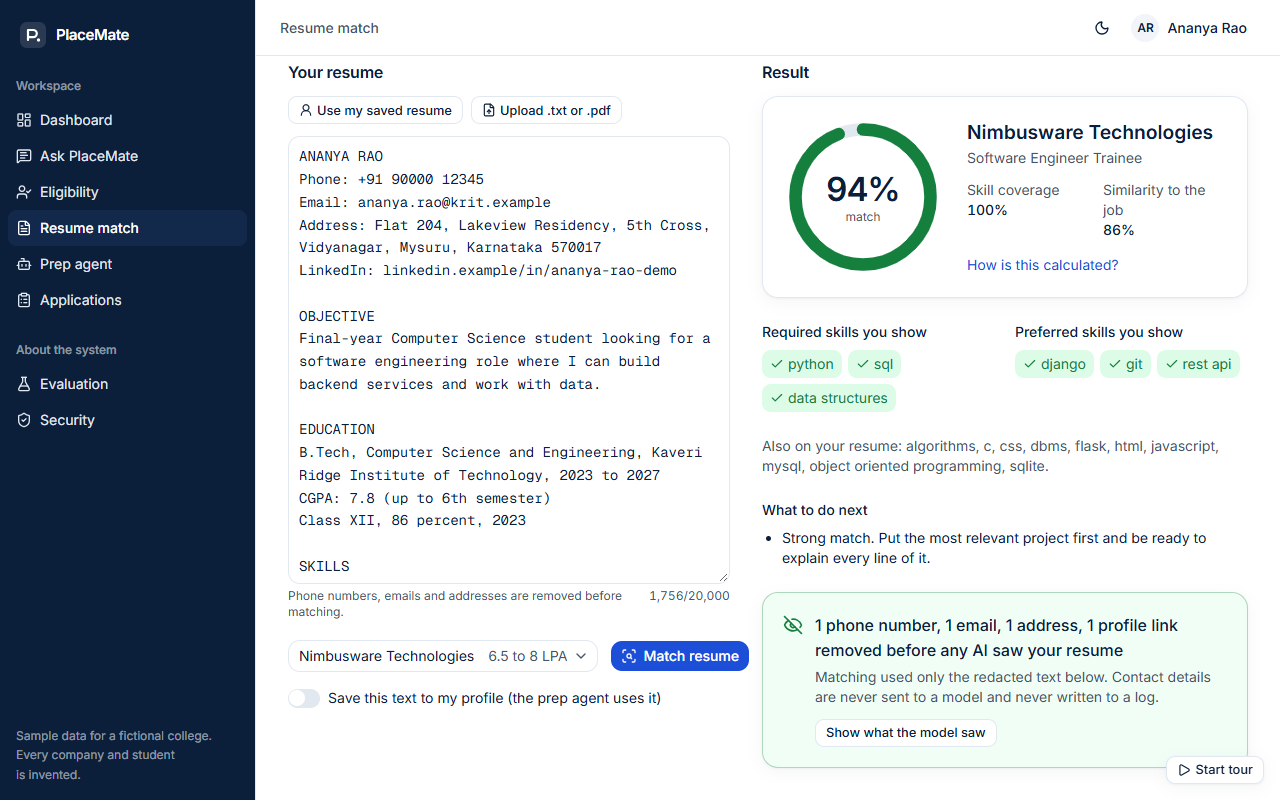 P.
PlaceMate
Workspace
Dashboard
Ask PlaceMate
Eligibility
Resume match
Prep agent
Applications
About the system
Evaluation
Security
Sample data for a fictional college.
Every company and student
is invented.
Resume match
AR
Ananya Rao
Your resume
Use my saved resume
Upload .txt or .pdf
ANANYA RAO
Phone: +91 90000 12345
Email: ananya.rao@krit.example
Address: Flat 204, Lakeview Residency, 5th Cross,
Vidyanagar, Mysuru, Karnataka 570017
LinkedIn: linkedin.example/in/ananya-rao-demo
OBJECTIVE
Final-year Computer Science student looking for a
software engineering role where I can build
backend services and work with data.
EDUCATION
B.Tech, Computer Science and Engineering, Kaveri
Ridge Institute of Technology, 2023 to 2027
CGPA: 7.8 (up to 6th semester)
Class XII, 86 percent, 2023
SKILLS
Phone numbers, emails and addresses are removed before
matching.
1,756/20,000
Nimbusware Technologies 6.5 to 8 LPA
Match resume
Save this text to my profile (the prep agent uses it)
Result
94%
match
Nimbusware Technologies
Software Engineer Trainee
Skill coverage
100%
Similarity to the
job
86%
How is this calculated?
Required skills you show
python
sql
data structures
Preferred skills you show
django
git
rest api
Also on your resume: algorithms, c, css, dbms, flask, html, javascript,
mysql, object oriented programming, sqlite.
What to do next
Strong match. Put the most relevant project first and be ready to
explain every line of it.
1 phone number, 1 email, 1 address, 1 profile link
removed before any AI saw your resume
Matching used only the redacted text below. Contact details
are never sent to a model and never written to a log.
Show what the model saw
Start tour